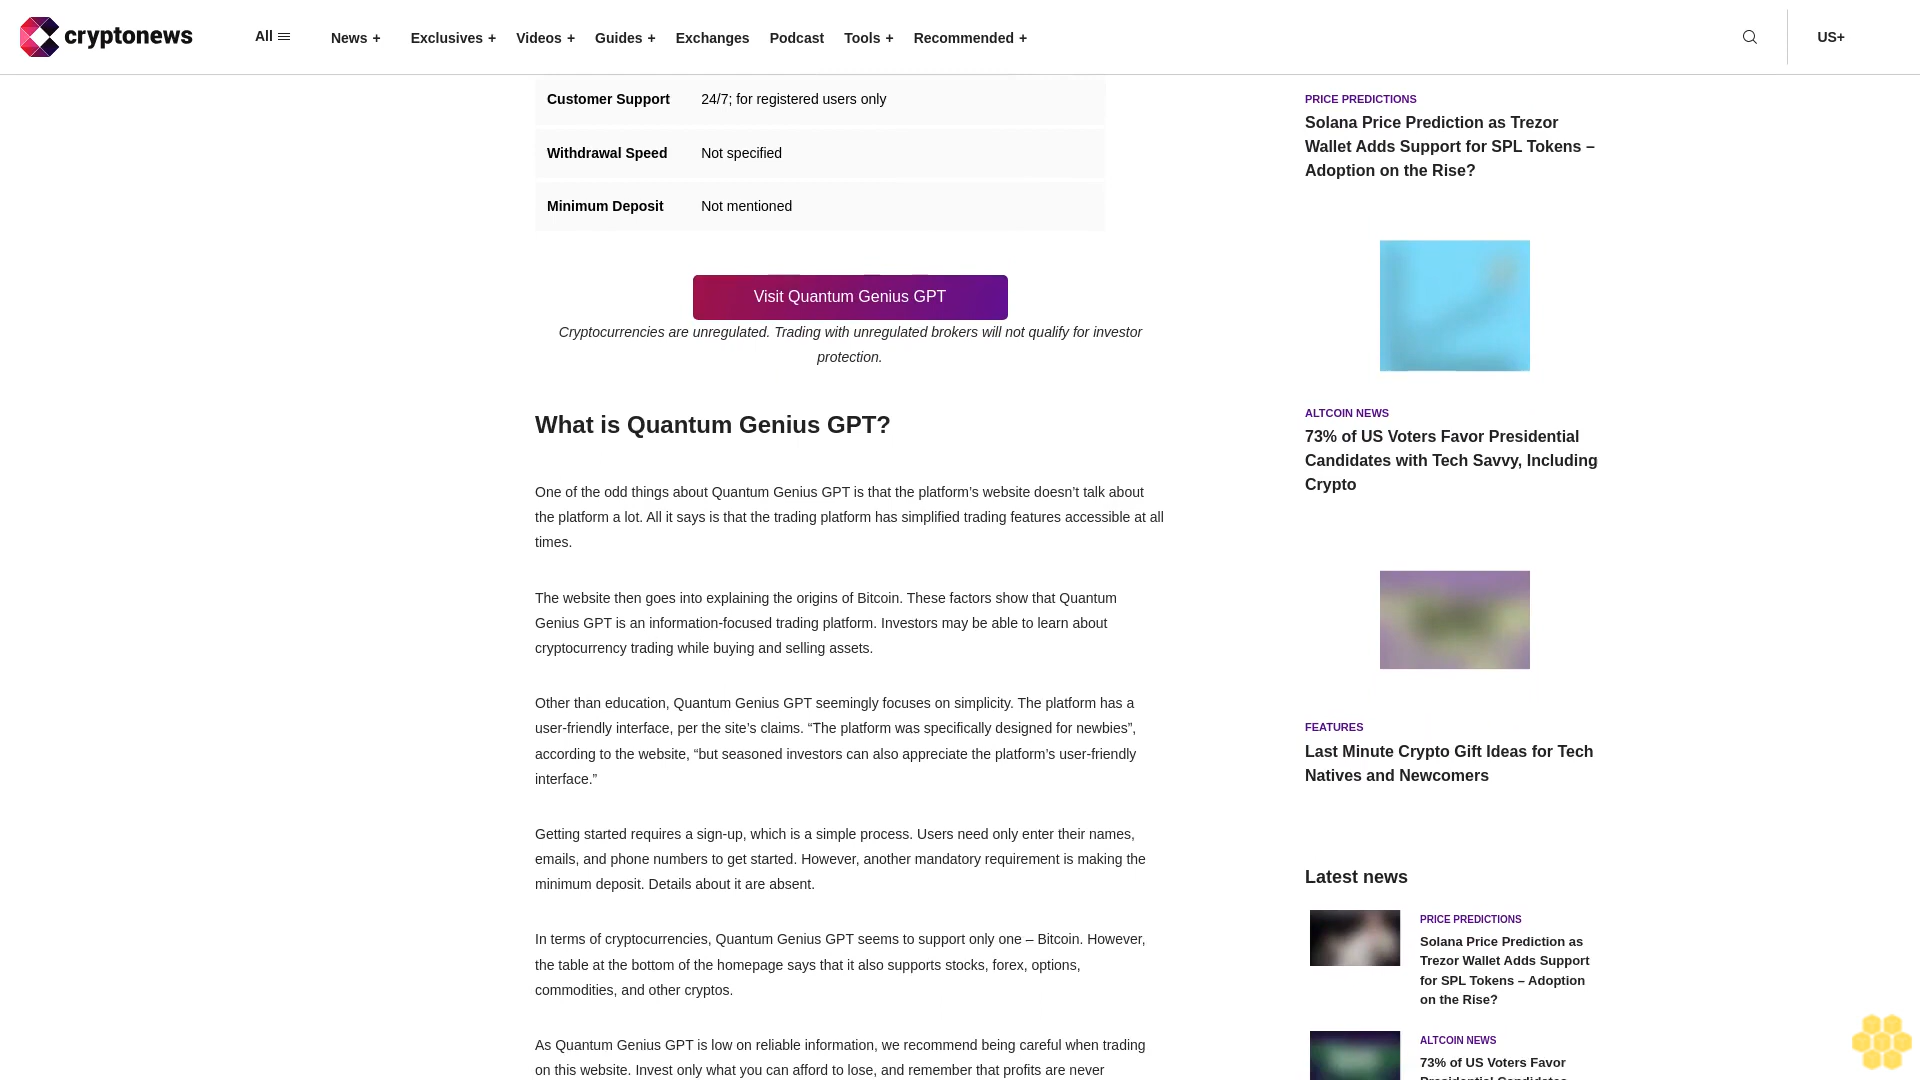 cryptonews
All
News +
Exclusives +
Videos +
Guides +
Exchanges
Podcast
Tools +
Recommended +
US+
Customer Support 24/7; for registered users only
Withdrawal Speed Not specified
Minimum Deposit Not mentioned
Visit Quantum Genius GPT
Cryptocurrencies are unregulated. Trading with unregulated brokers will not qualify for investor
protection.
What is Quantum Genius GPT?
One of the odd things about Quantum Genius GPT is that the platform’s website doesn’t talk about
the platform a lot. All it says is that the trading platform has simplified trading features accessible at all
times.
The website then goes into explaining the origins of Bitcoin. These factors show that Quantum
Genius GPT is an information-focused trading platform. Investors may be able to learn about
cryptocurrency trading while buying and selling assets.
Other than education, Quantum Genius GPT seemingly focuses on simplicity. The platform has a
user-friendly interface, per the site’s claims. “The platform was specifically designed for newbies”,
according to the website, “but seasoned investors can also appreciate the platform’s user-friendly
interface.”
Getting started requires a sign-up, which is a simple process. Users need only enter their names,
emails, and phone numbers to get started. However, another mandatory requirement is making the
minimum deposit. Details about it are absent.
In terms of cryptocurrencies, Quantum Genius GPT seems to support only one – Bitcoin. However,
the table at the bottom of the homepage says that it also supports stocks, forex, options,
commodities, and other cryptos.
As Quantum Genius GPT is low on reliable information, we recommend being careful when trading
on this website. Invest only what you can afford to lose, and remember that profits are never
PRICE PREDICTIONS
Solana Price Prediction as Trezor
Wallet Adds Support for SPL Tokens –
Adoption on the Rise?
ALTCOIN NEWS
73% of US Voters Favor Presidential
Candidates with Tech Savvy, Including
Crypto
FEATURES
Last Minute Crypto Gift Ideas for Tech
Natives and Newcomers
Latest news
PRICE PREDICTIONS
Solana Price Prediction as
Trezor Wallet Adds Support
for SPL Tokens – Adoption
on the Rise?
ALTCOIN NEWS
73% of US Voters Favor
Presidential Candidates